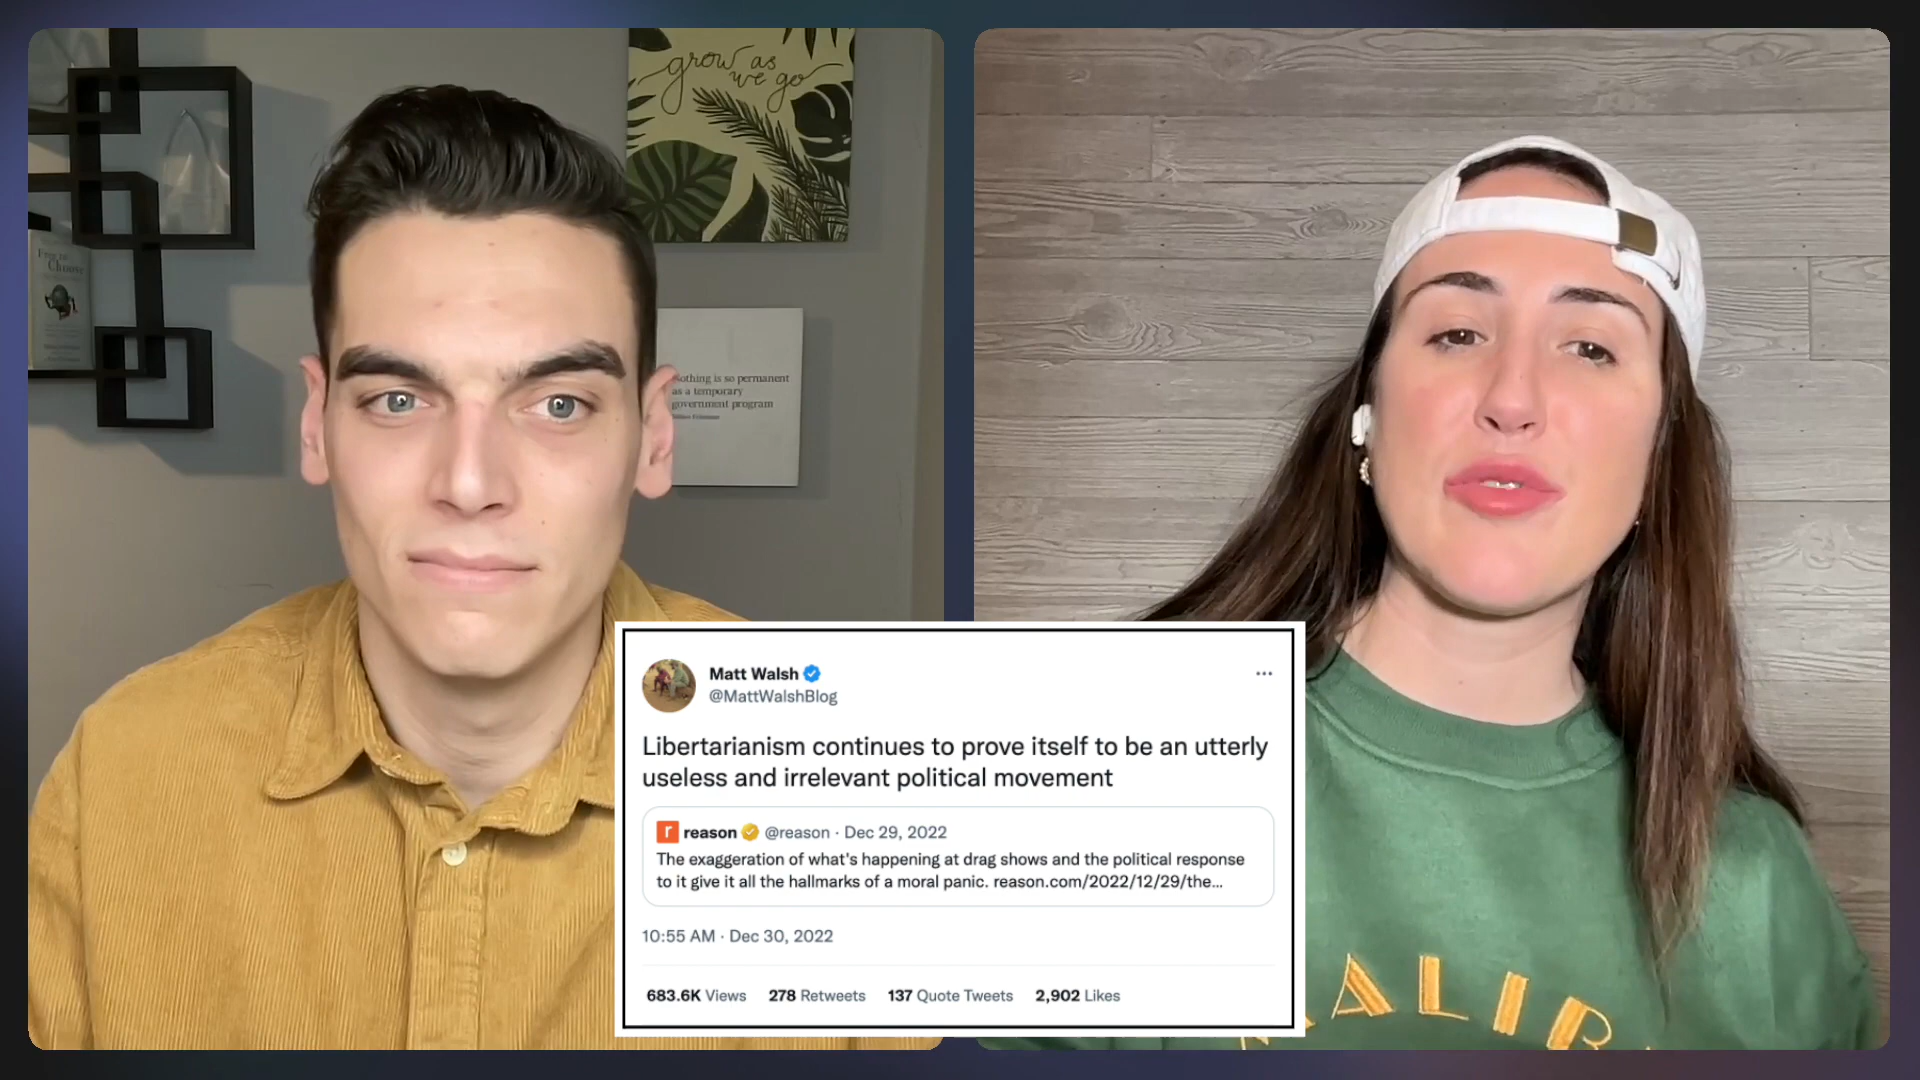 grow as
we go
Free to
Choose
Nothing is so permanent
as a temporary
government program
Matt Walsh
@MattWalshBlog
Libertarianism continues to prove itself to be an utterly
useless and irrelevant political movement
r reason @reason · Dec 29, 2022
The exaggeration of what's happening at drag shows and the political response
to it give it all the hallmarks of a moral panic. reason.com/2022/12/29/the...
10:55 AM · Dec 30, 2022
683.6K Views 278 Retweets 137 Quote Tweets 2,902 Likes